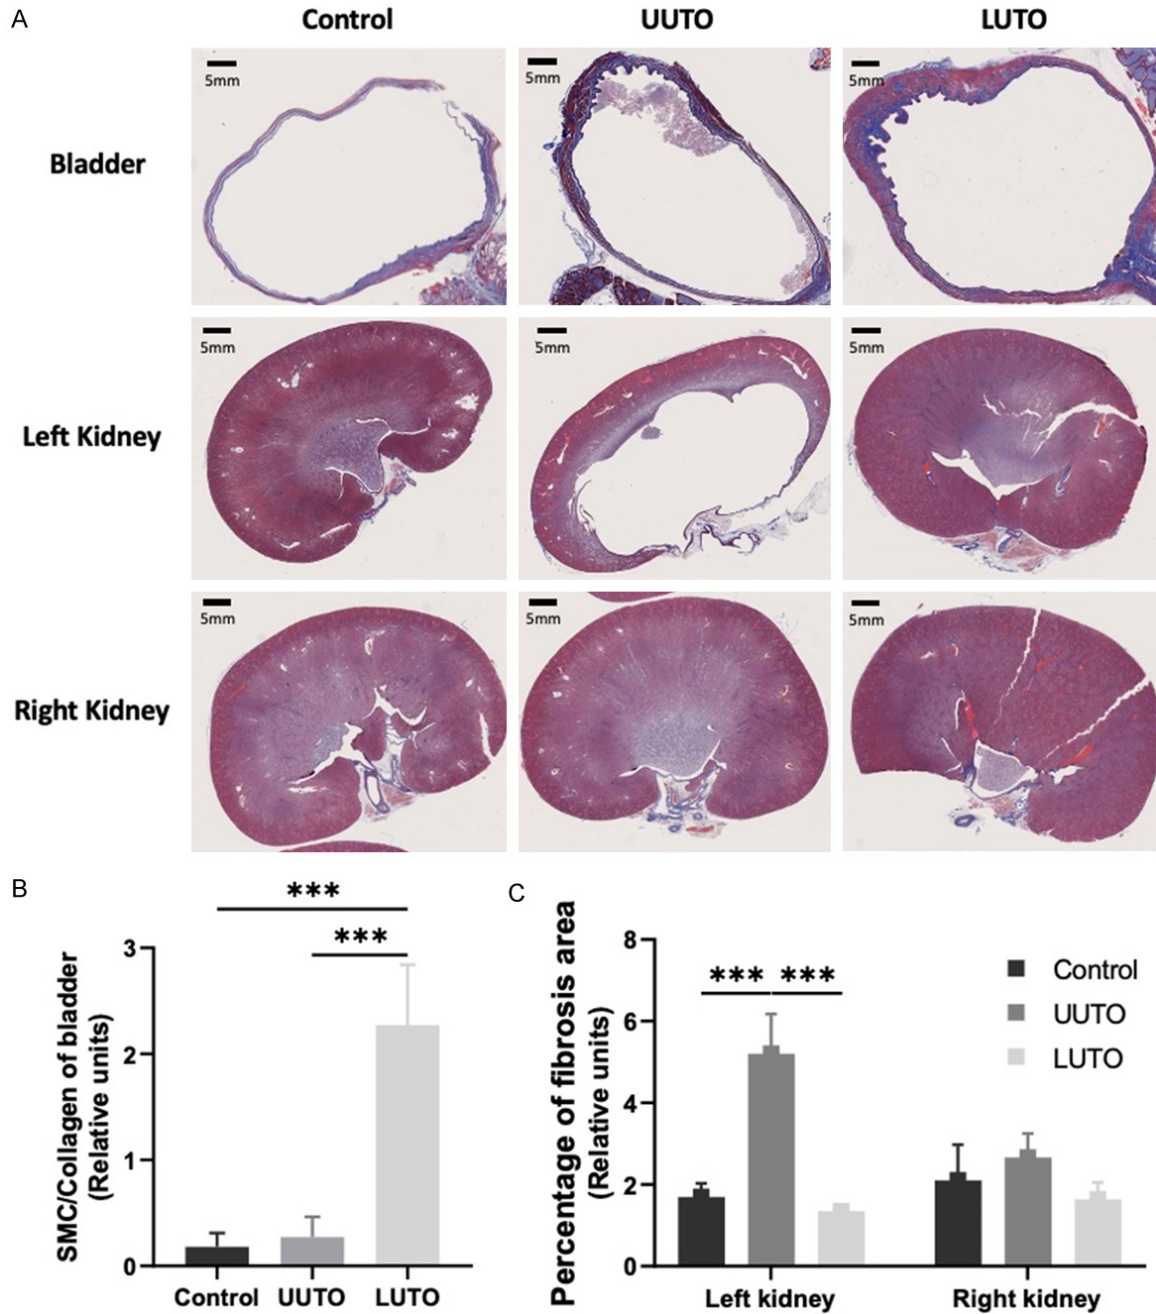 A
Control
UUTO
LUTO
Bladder
5mm
5mm
5mm
Left Kidney
5mm
5mm
5mm
Right Kidney
5mm
5mm
5mm
B
SMC/Collagen of bladder
(Relative units)
3
2
1
0
***
***
Control
UUTO
LUTO
C
Percentage of fibrosis area
(Relative units)
8
6
4
2
0
***
***
Control
UUTO
LUTO
Left kidney
Right kidney